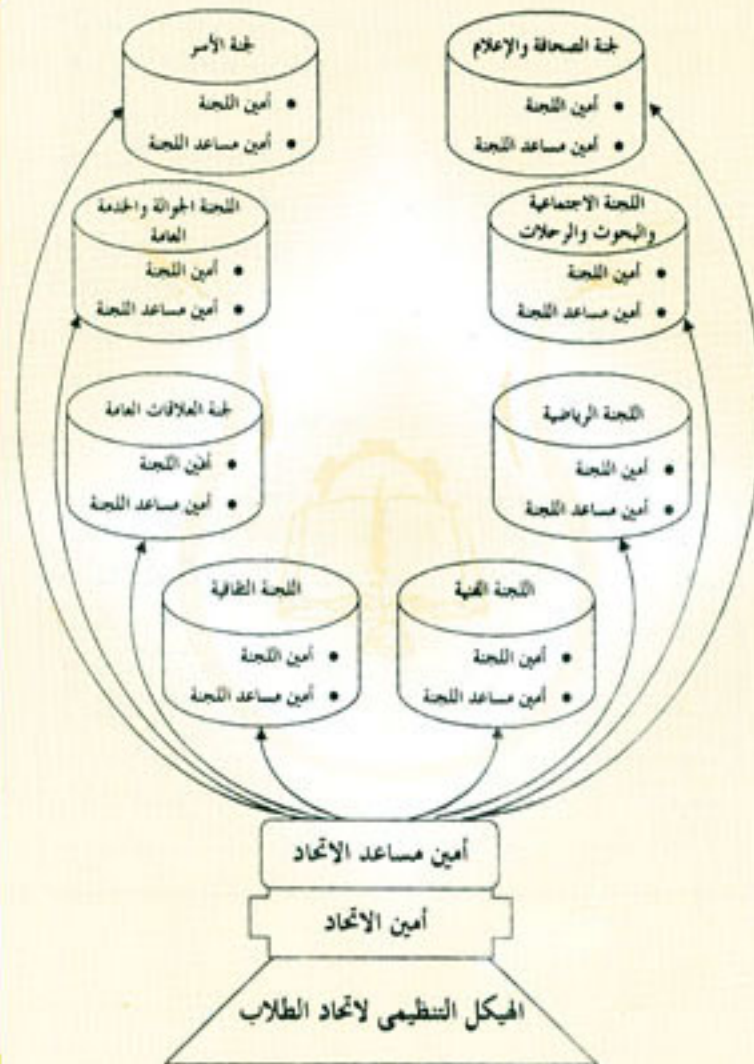 لجنة الصحافة والإعلام
• أمين اللجنة
• أمين مساعد اللجنة
لجنة الأسر
• أمين اللجنة
• أمين مساعد اللجنة
اللجنة الاجتماعية
والبحوث والرحلات
• أمين اللجنة
• أمين مساعد اللجنة
اللجنة الجوالة والخدمة
العامة
• أمين اللجنة
• أمين مساعد اللجنة
اللجنة الرياضية
• أمين اللجنة
• أمين مساعد اللجنة
لجنة العلاقات العامة
• أمين اللجنة
• أمين مساعد اللجنة
اللجنة الفنية
• أمين اللجنة
• أمين مساعد اللجنة
اللجنة الثقافية
• أمين اللجنة
• أمين مساعد اللجنة
أمين مساعد الاتحاد
أمين الاتحاد
الهيكل التنظيمى لاتحاد الطلاب